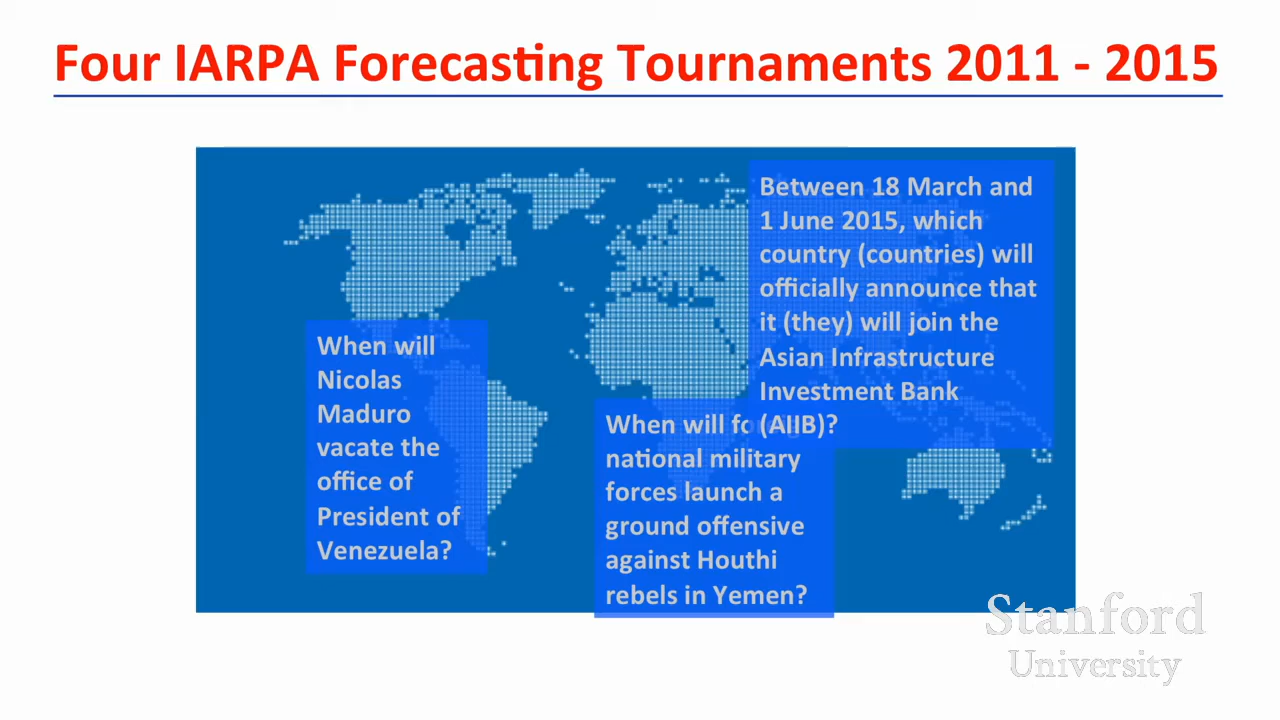 Four IARPA Forecasting Tournaments 2011 - 2015
Between 18 March and
1 June 2015, which
country (countries) will
officially announce that
it (they) will join the
Asian Infrastructure
Investment Bank
(AIIB)?
When will
Nicolas
Maduro
vacate the
office of
President of
Venezuela?
When will
national military
forces launch a
ground offensive
against Houthi
rebels in Yemen?
Stanford
University